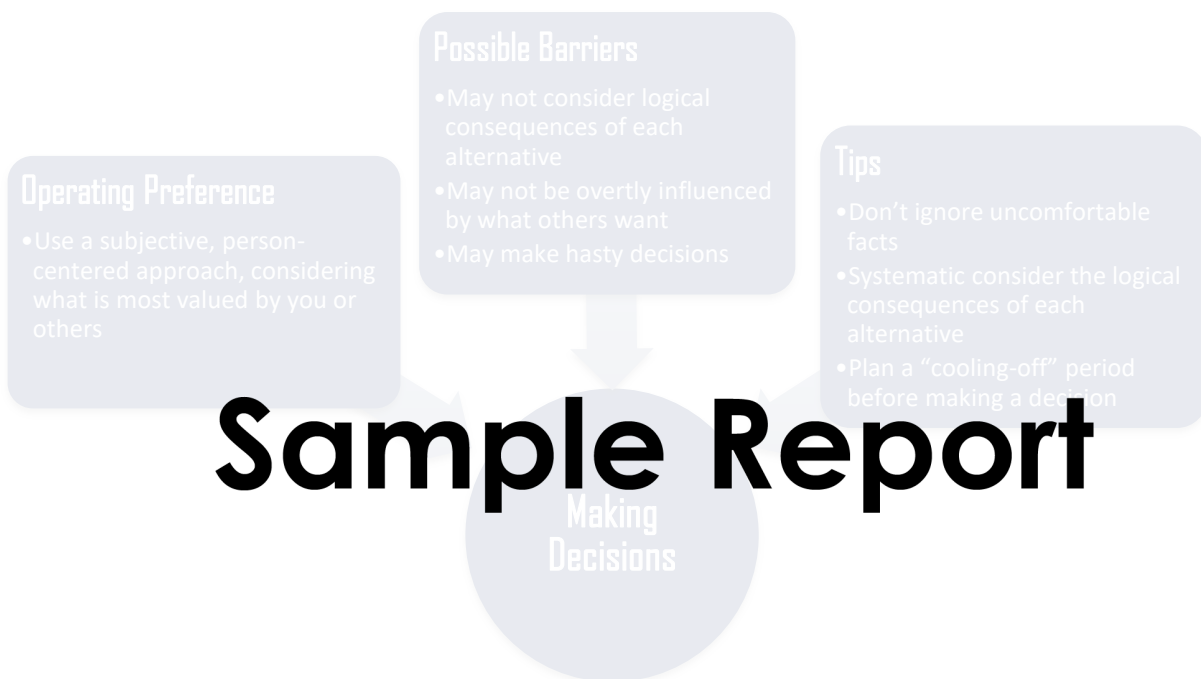 Operating Preference
•Use a subjective, person-
centered approach, considering
what is most valued by you or
others
Possible Barriers
•May not consider logical
consequences of each
alternative
•May not be overtly influenced
by what others want
•May make hasty decisions
Tips
•Don’t ignore uncomfortable
facts
•Systematic consider the logical
consequences of each
alternative
•Plan a “cooling-off” period
before making a decision
Sample Report
Making
Decisions